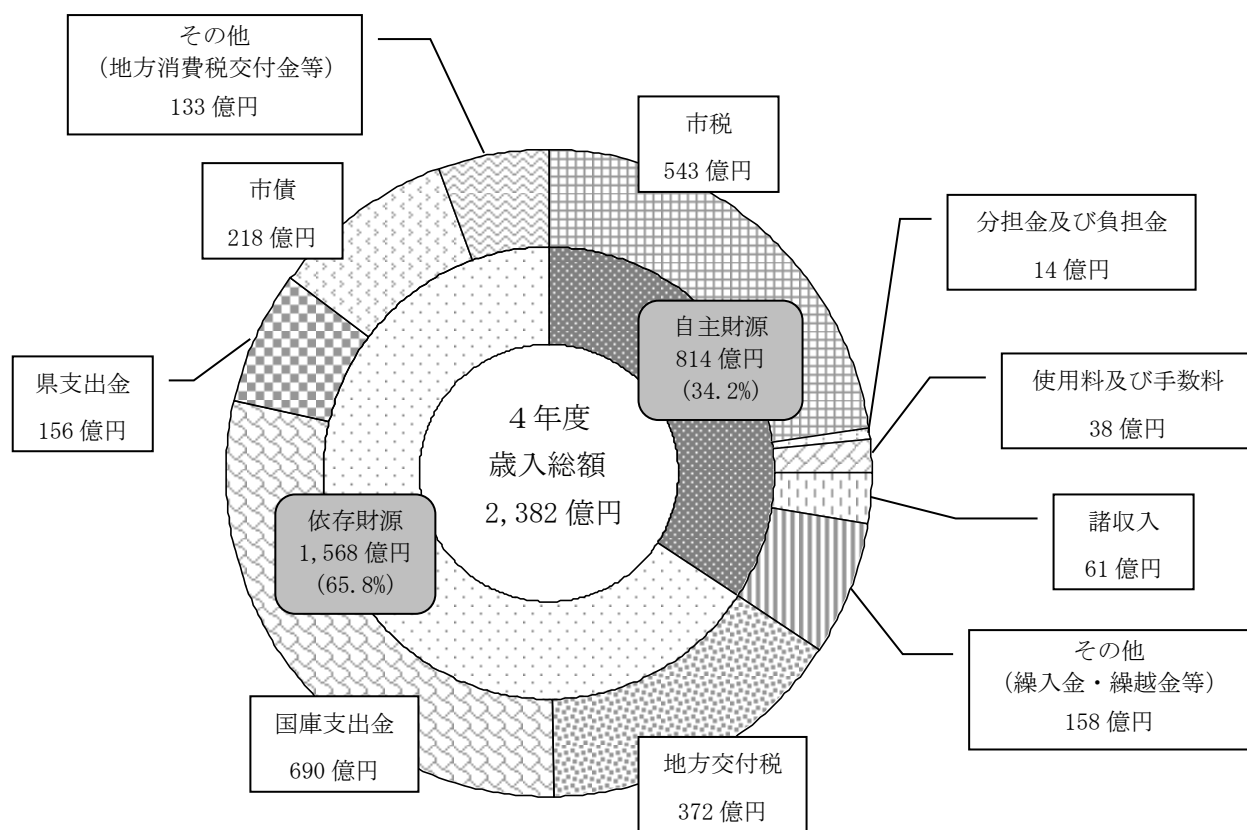 その他
（地方消費税交付金等）
133 億円
市税
543 億円
市債
218 億円
分担金及び負担金
14 億円
自主財源
814 億円
(34.2%)
県支出金
156 億円
使用料及び手数料
38 億円
４年度
歳入総額
2,382 億円
依存財源
1,568 億円
(65.8%)
諸収入
61 億円
その他
（繰入金・繰越金等）
158 億円
国庫支出金
690 億円
地方交付税
372 億円